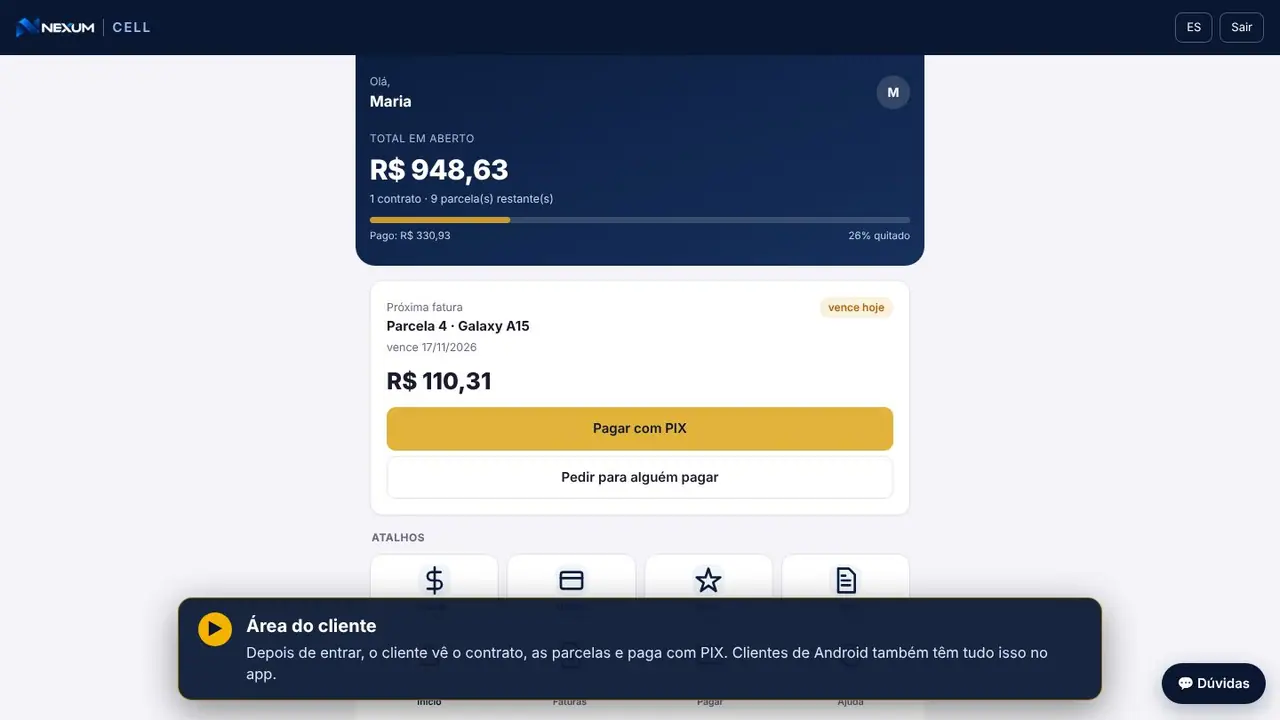 NEXUM CELL
ES
Sair
Olá,
Maria
M
TOTAL EM ABERTO
R$ 948,63
1 contrato · 9 parcela(s) restante(s)
Pago: R$ 330,93
26% quitado
Próxima fatura
vence hoje
Parcela 4 · Galaxy A15
vence 17/11/2026
R$ 110,31
Pagar com PIX
Pedir para alguém pagar
ATALHOS
Área do cliente
Depois de entrar, o cliente vê o contrato, as parcelas e paga com PIX. Clientes de Android também têm tudo isso no
app.
💬 Dúvidas
Início
Faturas
Pagar
Ajuda